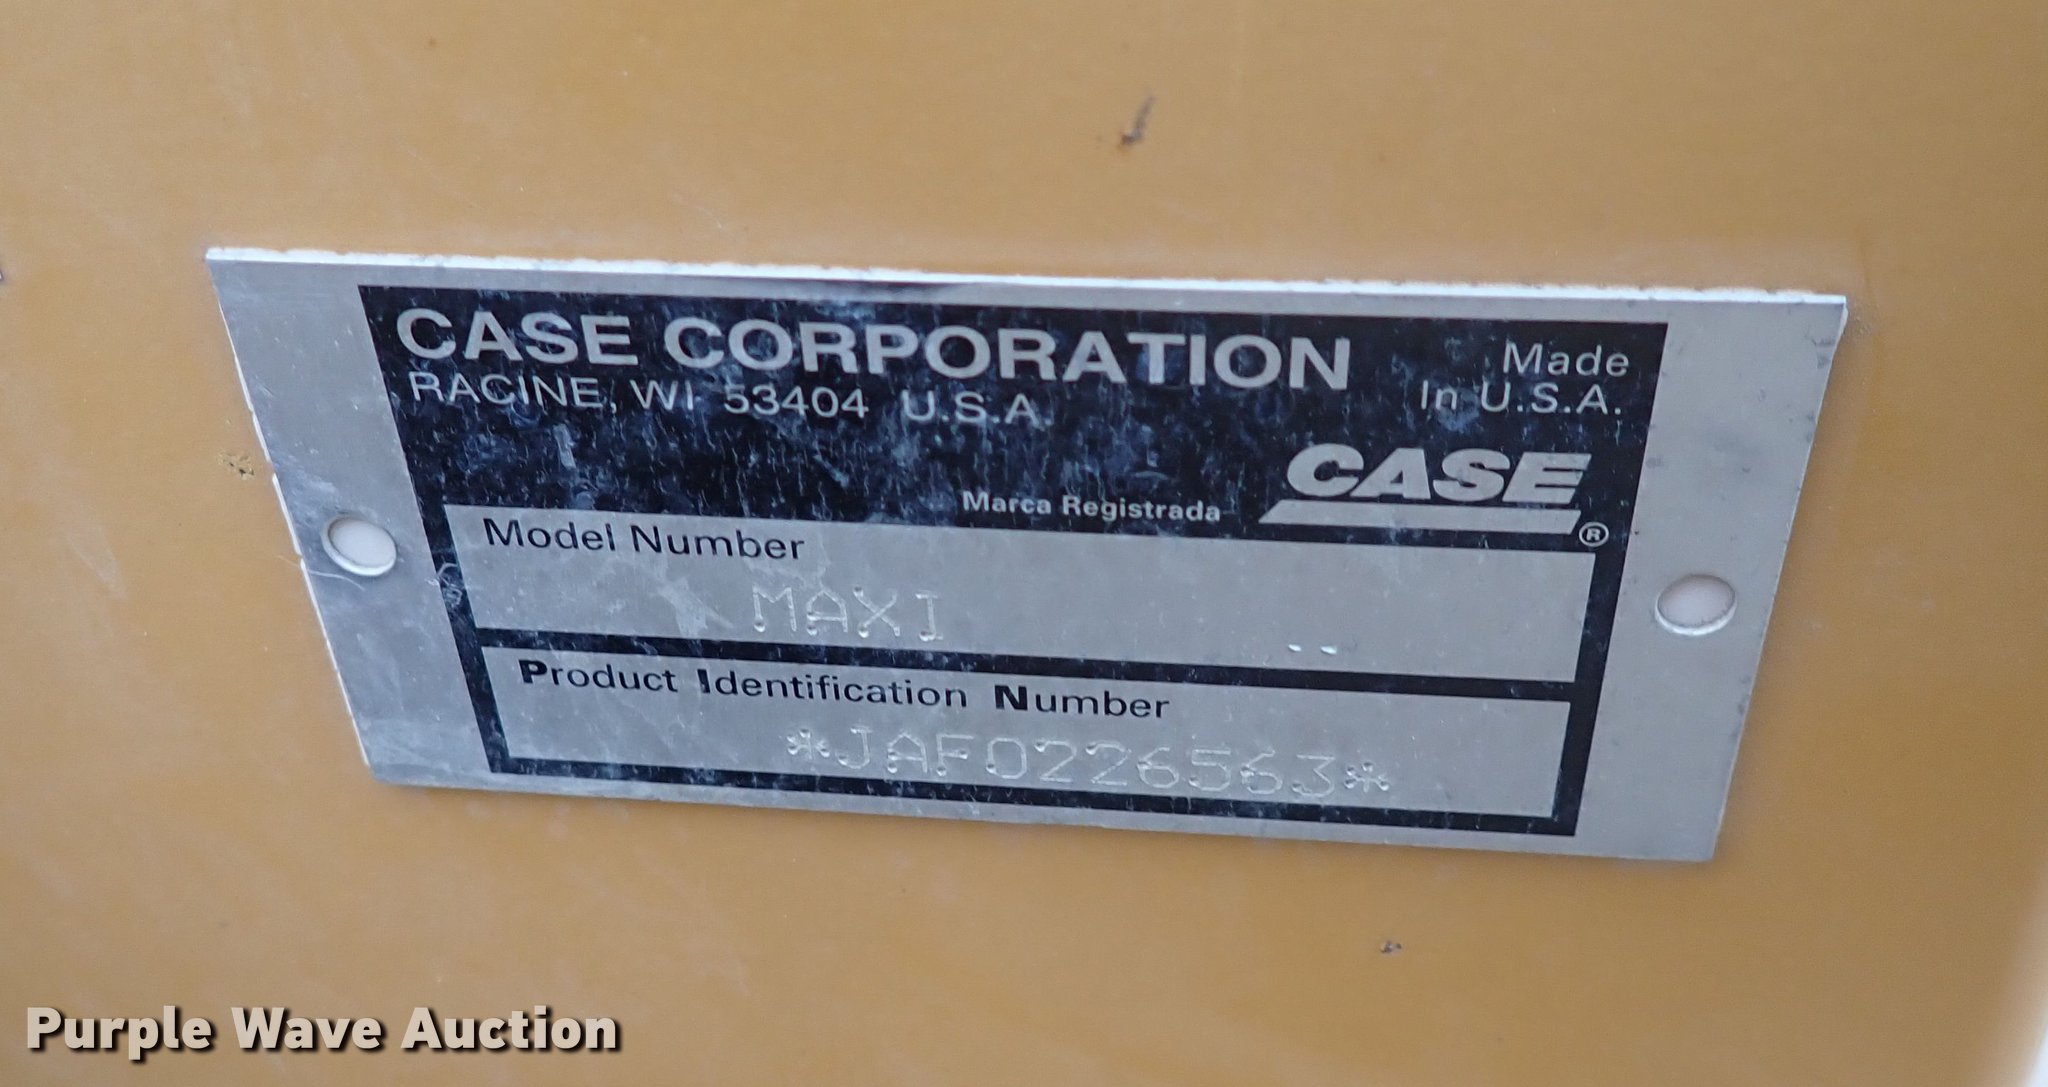 CASE CORPORATION
RACINE, WI 53404 U.S.A.
Made
In U.S.A.
CASE
Marca Registrada ®
Model Number
MAXI
Product Identification Number
*JAF0226563*
Purple Wave Auction